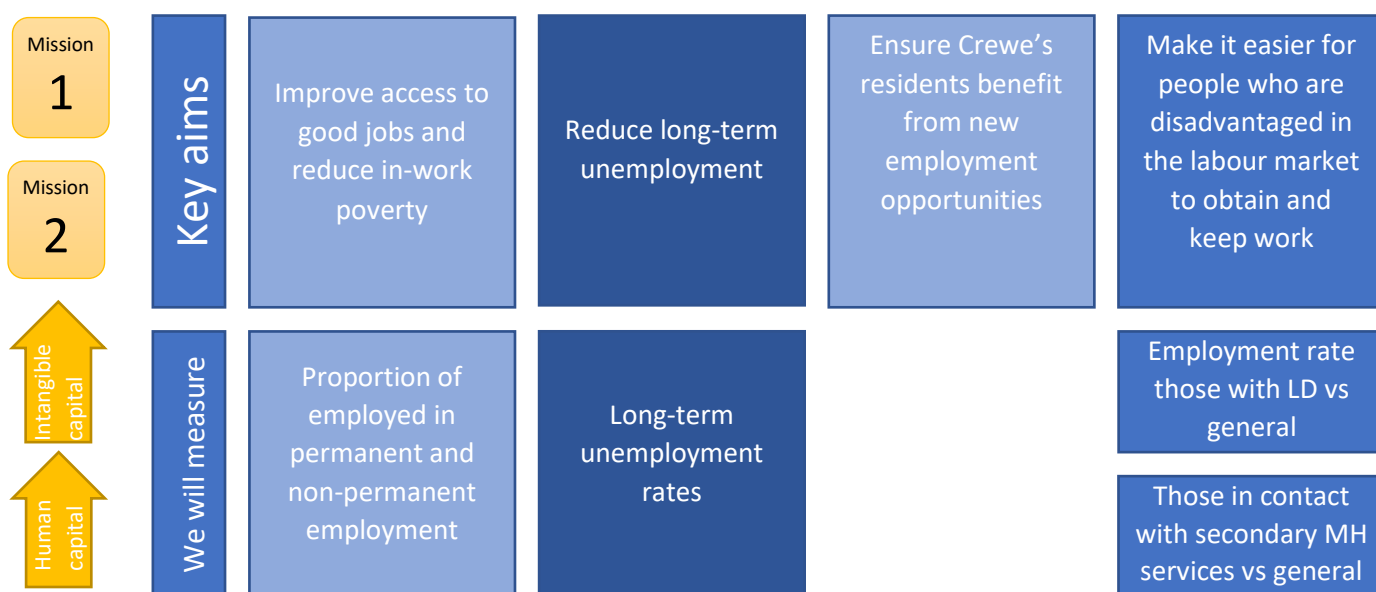 Mission
1
Mission
2
Intangible
capital
Human
capital
Key aims
Improve access to
good jobs and
reduce in-work
poverty
Reduce long-term
unemployment
Ensure Crewe’s
residents benefit
from new
employment
opportunities
Make it easier for
people who are
disadvantaged in
the labour market
to obtain and
keep work
We will measure
Proportion of
employed in
permanent and
non-permanent
employment
Long-term
unemployment
rates
Employment rate
those with LD vs
general
Those in contact
with secondary MH
services vs general